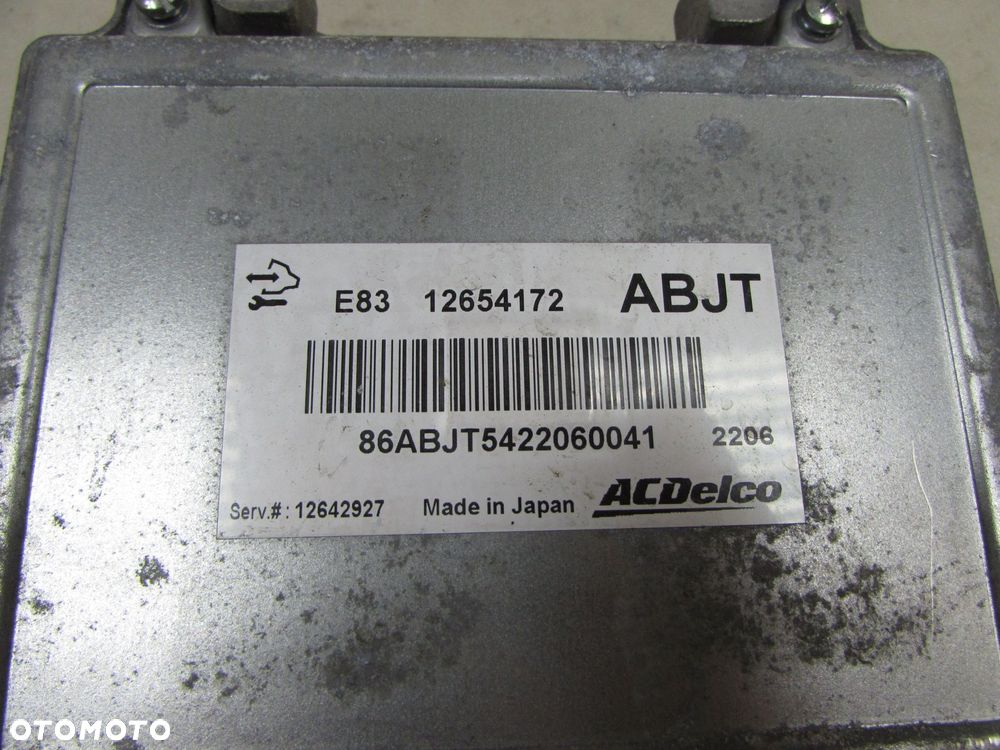 E83 12654172 ABJT
86ABJT5422060041 2206
Serv.#: 12642927 Made in Japan ACDelco
OTOMOTO